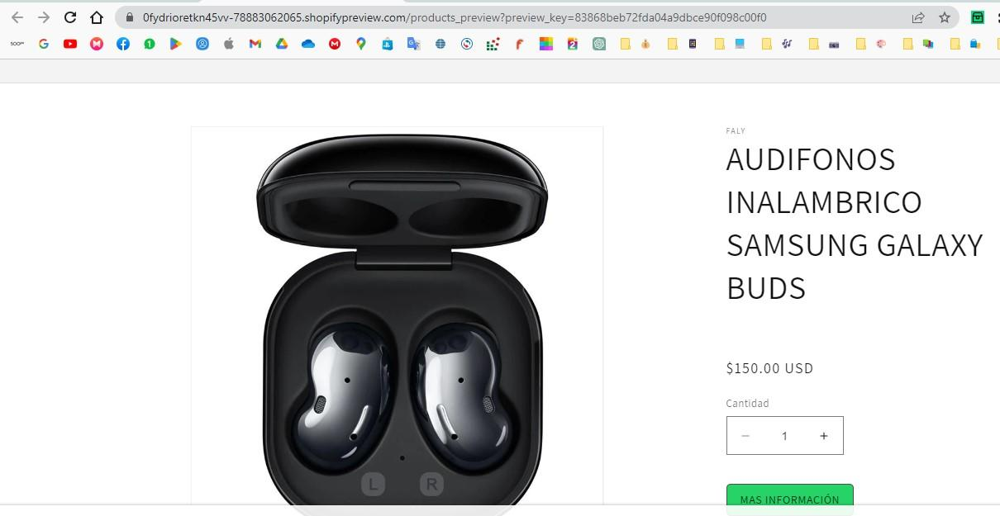 0fydrioretkn45vv-78883062065.shopifypreview.com/products_preview?preview_key=83868beb72fda04a9dbce90f098c00f0
FALY
AUDIFONOS
INALAMBRICO
SAMSUNG GALAXY
BUDS
$150.00 USD
Cantidad
− 1 +
MAS INFORMACIÓN
L R